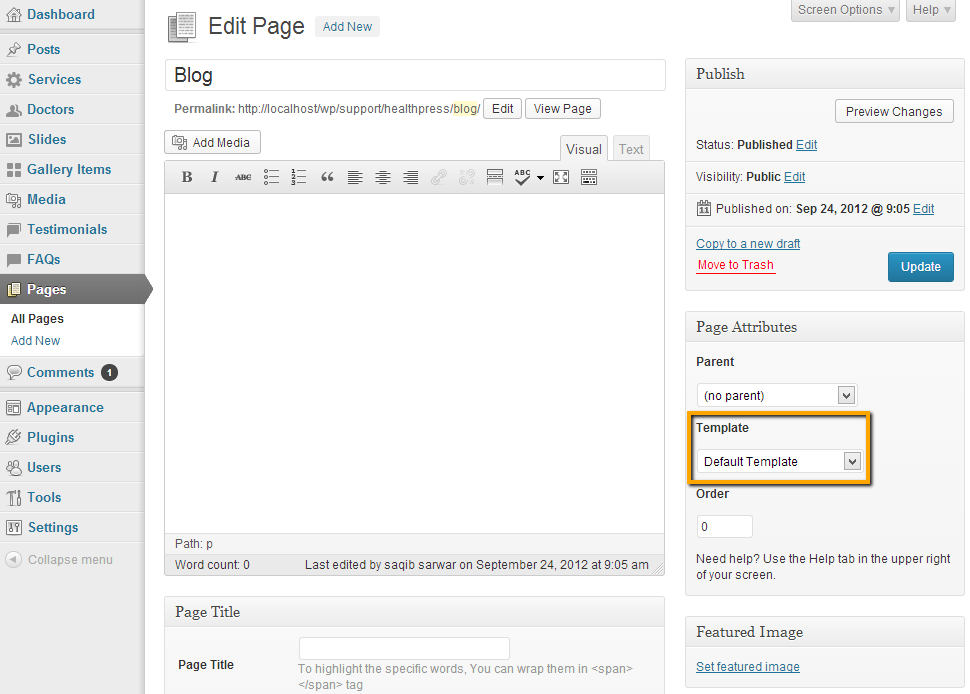 Dashboard
Posts
Services
Doctors
Slides
Gallery Items
Media
Testimonials
FAQs
Pages
All Pages
Add New
Comments 1
Appearance
Plugins
Users
Tools
Settings
Collapse menu
Screen Options Help
Edit Page Add New
Blog
Permalink: http://localhost/wp/support/healthpress/blog/ Edit View Page
Add Media
Visual Text
B I ABC ABC
Path: p
Word count: 0 Last edited by saqib sarwar on September 24, 2012 at 9:05 am
Page Title
Page Title
To highlight the specific words, You can wrap them in <span>
</span> tag
Publish
Preview Changes
Status: Published Edit
Visibility: Public Edit
11 Published on: Sep 24, 2012 @ 9:05 Edit
Copy to a new draft
Move to Trash
Update
Page Attributes
Parent
(no parent)
Template
Default Template
Order
0
Need help? Use the Help tab in the upper right
of your screen.
Featured Image
Set featured image